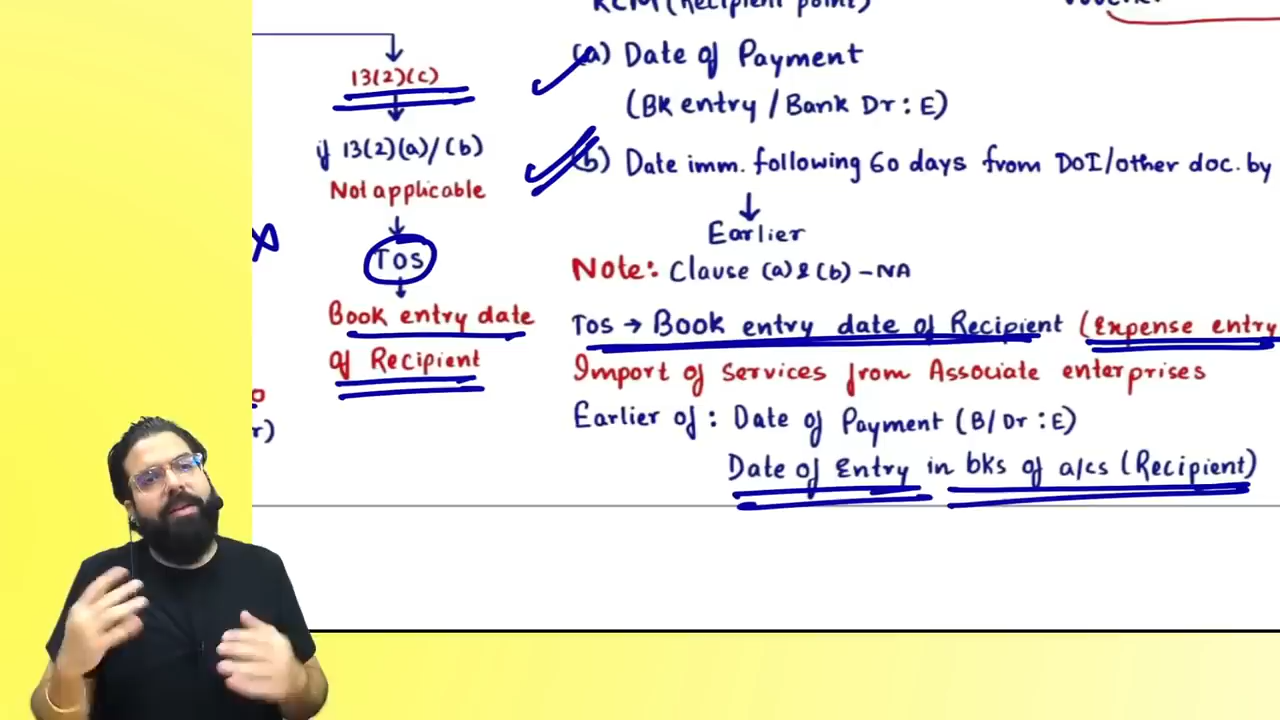 RCM (Recipient point)
13(2)(c)
if 13(2)(a)/(b)
Not applicable
TOS
Book entry date
of Recipient
(a) Date of Payment
(Bk entry / Bank Dr : E)
(b) Date imm. following 60 days from DOI/other doc. by
Earlier
Note: Clause (a) & (b) – NA
TOS → Book entry date of Recipient (Expense entry
Import of services from Associate enterprises
Earlier of : Date of Payment (B/Dr : E)
Date of Entry in bks of a/cs (Recipient)